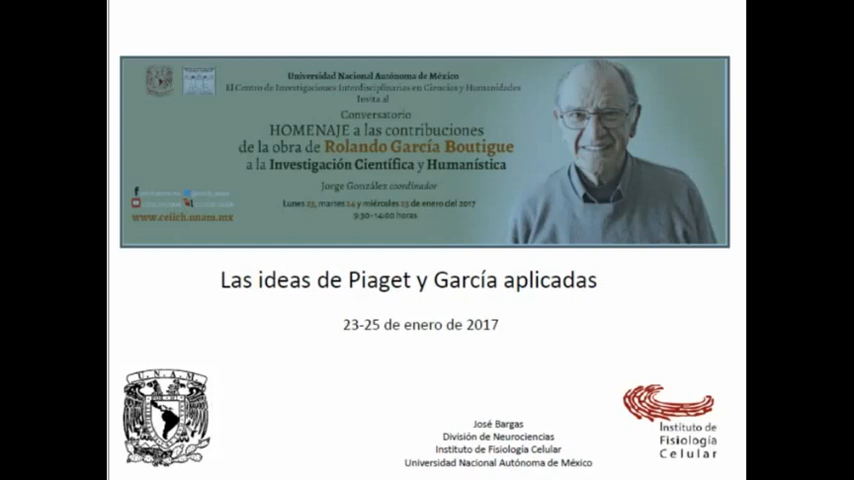 Universidad Nacional Autónoma de México
El Centro de Investigaciones Interdisciplinarias en Ciencias y Humanidades
Invita al
Conversatorio
HOMENAJE a las contribuciones
de la obra de Rolando García Boutigue
a la Investigación Científica y Humanística
Jorge González coordinador
Lunes 23, martes 24 y miércoles 25 de enero del 2017
9:30-14:00 horas
www.ceiich.unam.mx
Las ideas de Piaget y García aplicadas
23-25 de enero de 2017
U.N.A.M.
José Bargas
División de Neurociencias
Instituto de Fisiología Celular
Universidad Nacional Autónoma de México
Instituto de
Fisiología
Celular